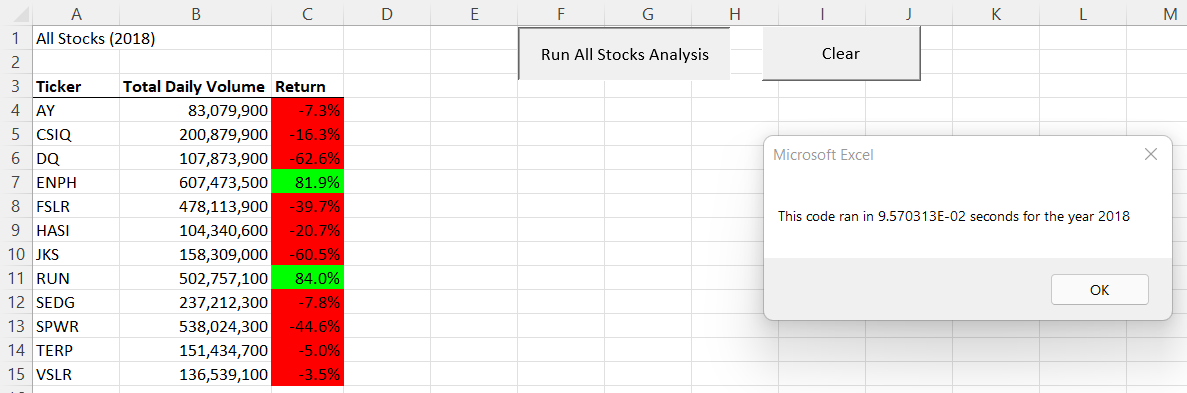 A B C D E F G H I J K L M
1 All Stocks (2018) Run All Stocks Analysis Clear
2
3 Ticker Total Daily Volume Return
4 AY 83,079,900 -7.3%
5 CSIQ 200,879,900 -16.3%
6 DQ 107,873,900 -62.6%
7 ENPH 607,473,500 81.9%
8 FSLR 478,113,900 -39.7%
9 HASI 104,340,600 -20.7%
10 JKS 158,309,000 -60.5%
11 RUN 502,757,100 84.0%
12 SEDG 237,212,300 -7.8%
13 SPWR 538,024,300 -44.6%
14 TERP 151,434,700 -5.0%
15 VSLR 136,539,100 -3.5%
Microsoft Excel
This code ran in 9.570313E-02 seconds for the year 2018
OK